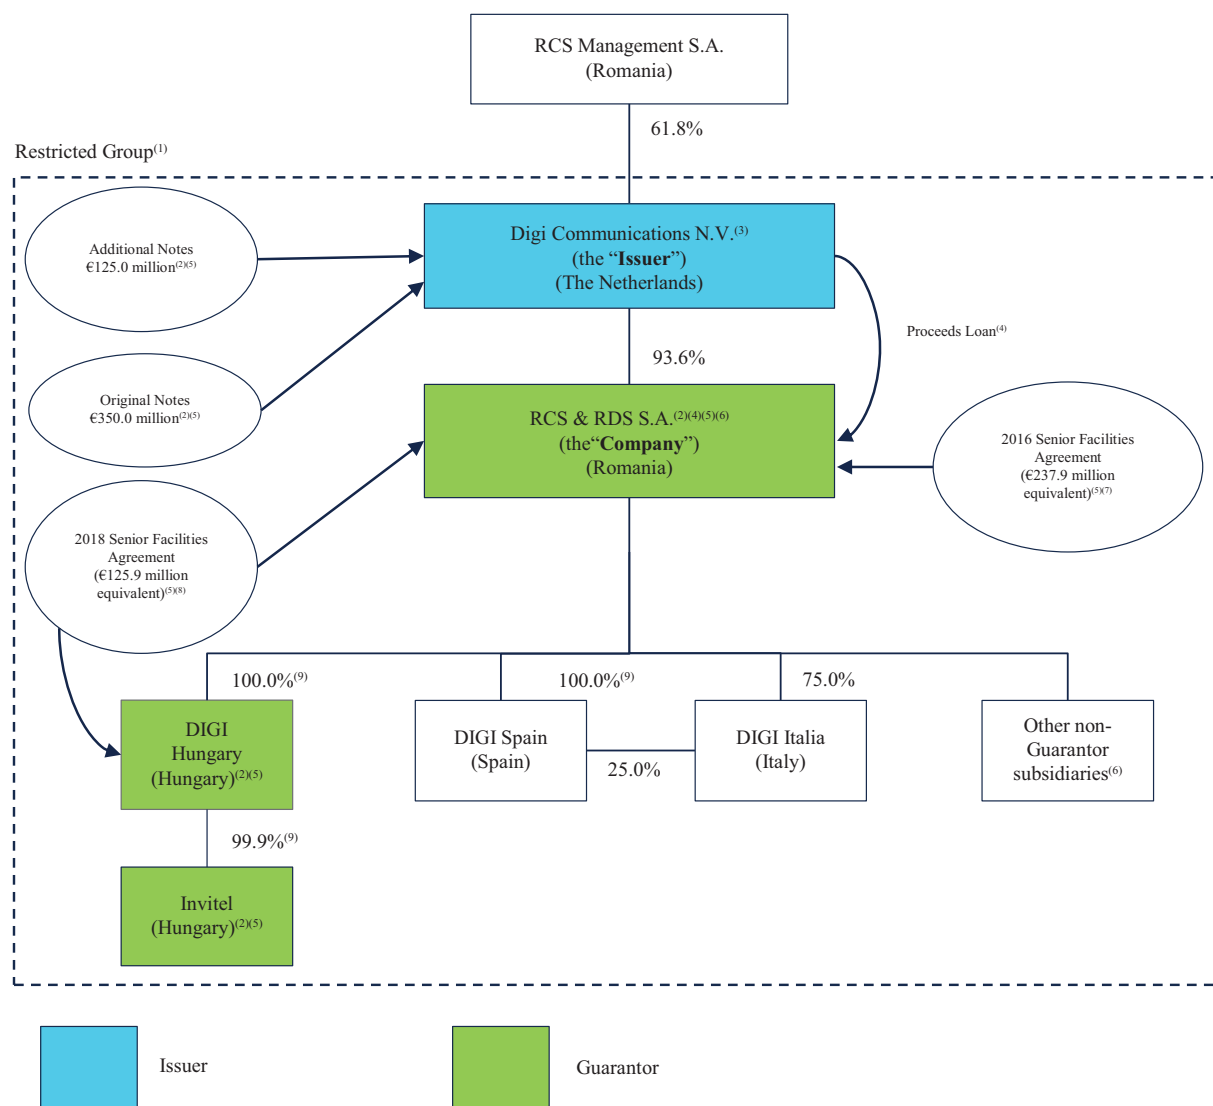 RCS Management S.A.
(Romania)
61.8%
Restricted Group(1)
Additional Notes
€125.0 million(2)(5)
Digi Communications N.V.(3)
(the “Issuer”)
(The Netherlands)
Proceeds Loan(4)
93.6%
Original Notes
€350.0 million(2)(5)
RCS & RDS S.A.(2)(4)(5)(6)
(the“Company”)
(Romania)
2016 Senior Facilities
Agreement
(€237.9 million
equivalent)(5)(7)
2018 Senior Facilities
Agreement
(€125.9 million
equivalent)(5)(8)
100.0%(9)
100.0%(9)
75.0%
DIGI
Hungary
(Hungary)(2)(5)
DIGI Spain
(Spain)
25.0%
DIGI Italia
(Italy)
Other non-
Guarantor
subsidiaries(6)
99.9%(9)
Invitel
(Hungary)(2)(5)
Issuer
Guarantor